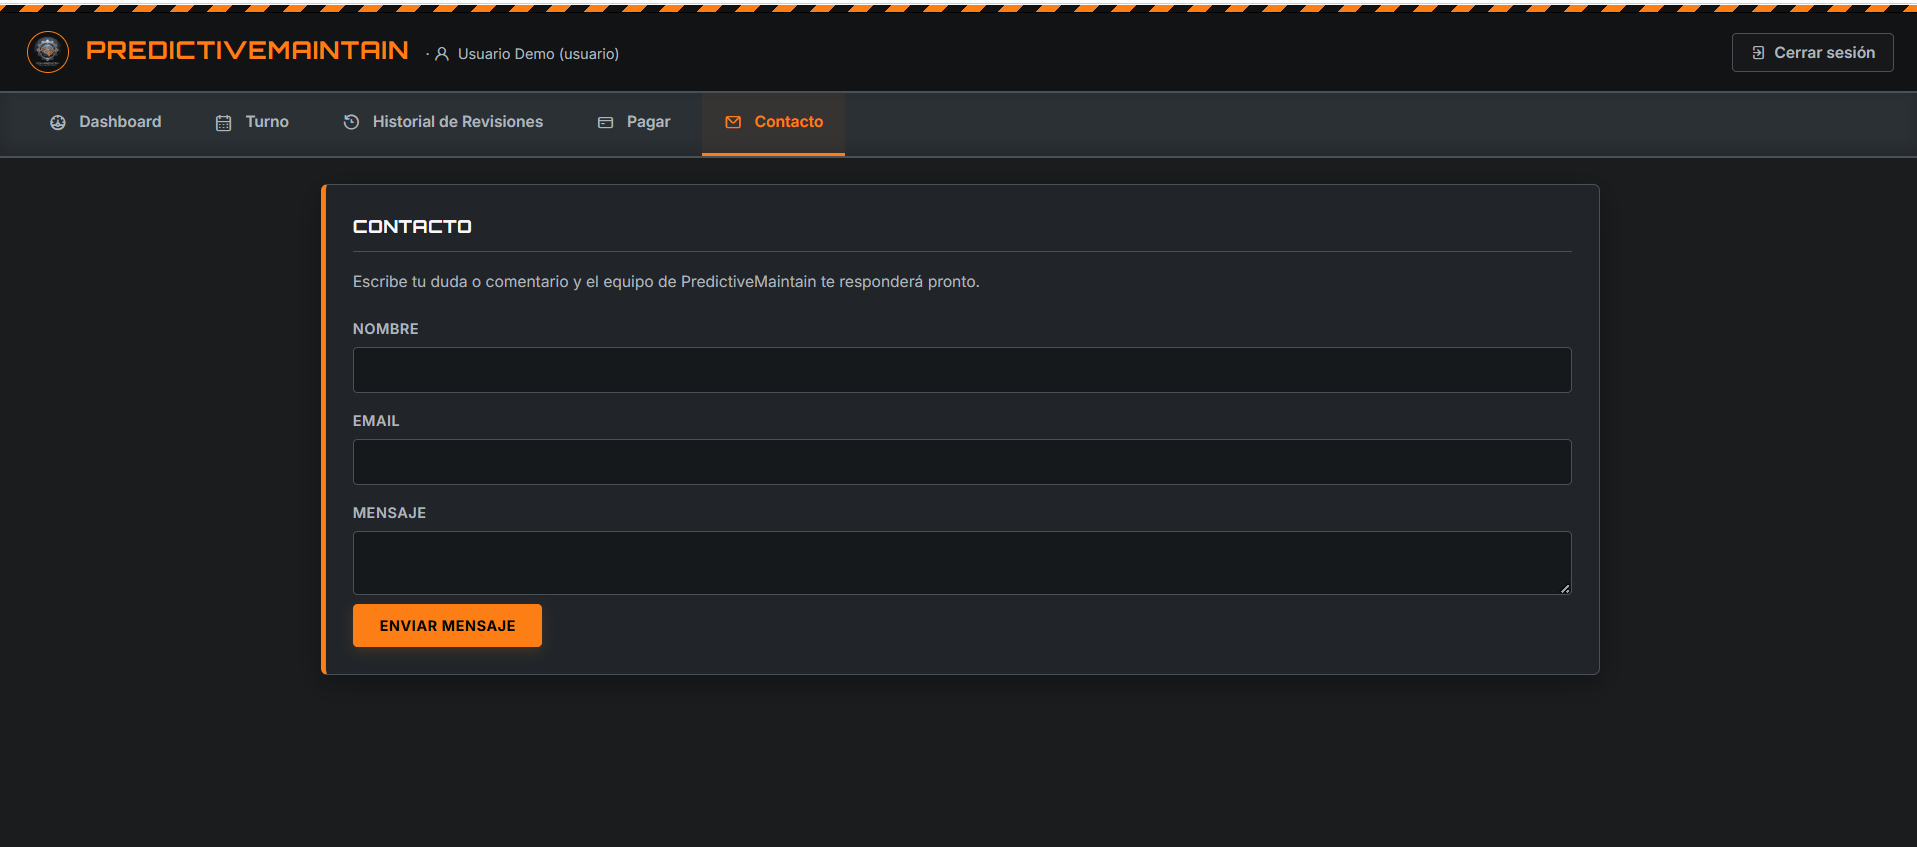 PREDICTIVEMAINTAIN · Usuario Demo (usuario)
Cerrar sesión
Dashboard
Turno
Historial de Revisiones
Pagar
Contacto
CONTACTO
Escribe tu duda o comentario y el equipo de PredictiveMaintain te responderá pronto.
NOMBRE
EMAIL
MENSAJE
ENVIAR MENSAJE